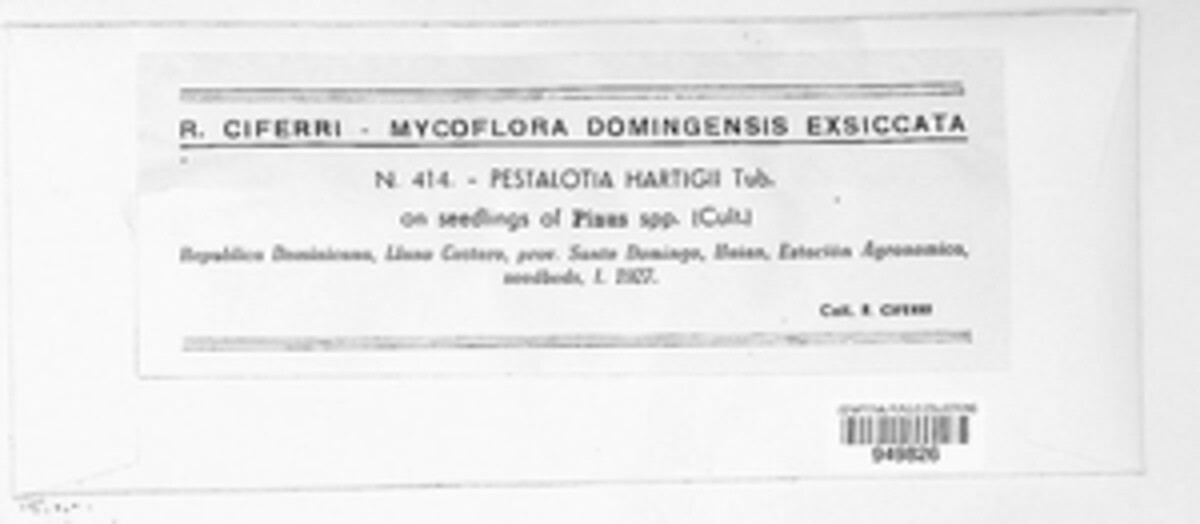 R. CIFERRI - MYCOFLORA DOMINGENSIS EXSICCATA
N. 414. - PESTALOTIA HARTIGII Tub.
on seedlings of Pinus spp. (Cult.)
Republica Dominicana, Llano Costero, prov. Santo Domingo, Haina, Estación Agronomica,
seedbeds, I. 1927.
Coll. R. CIFERRI
949826